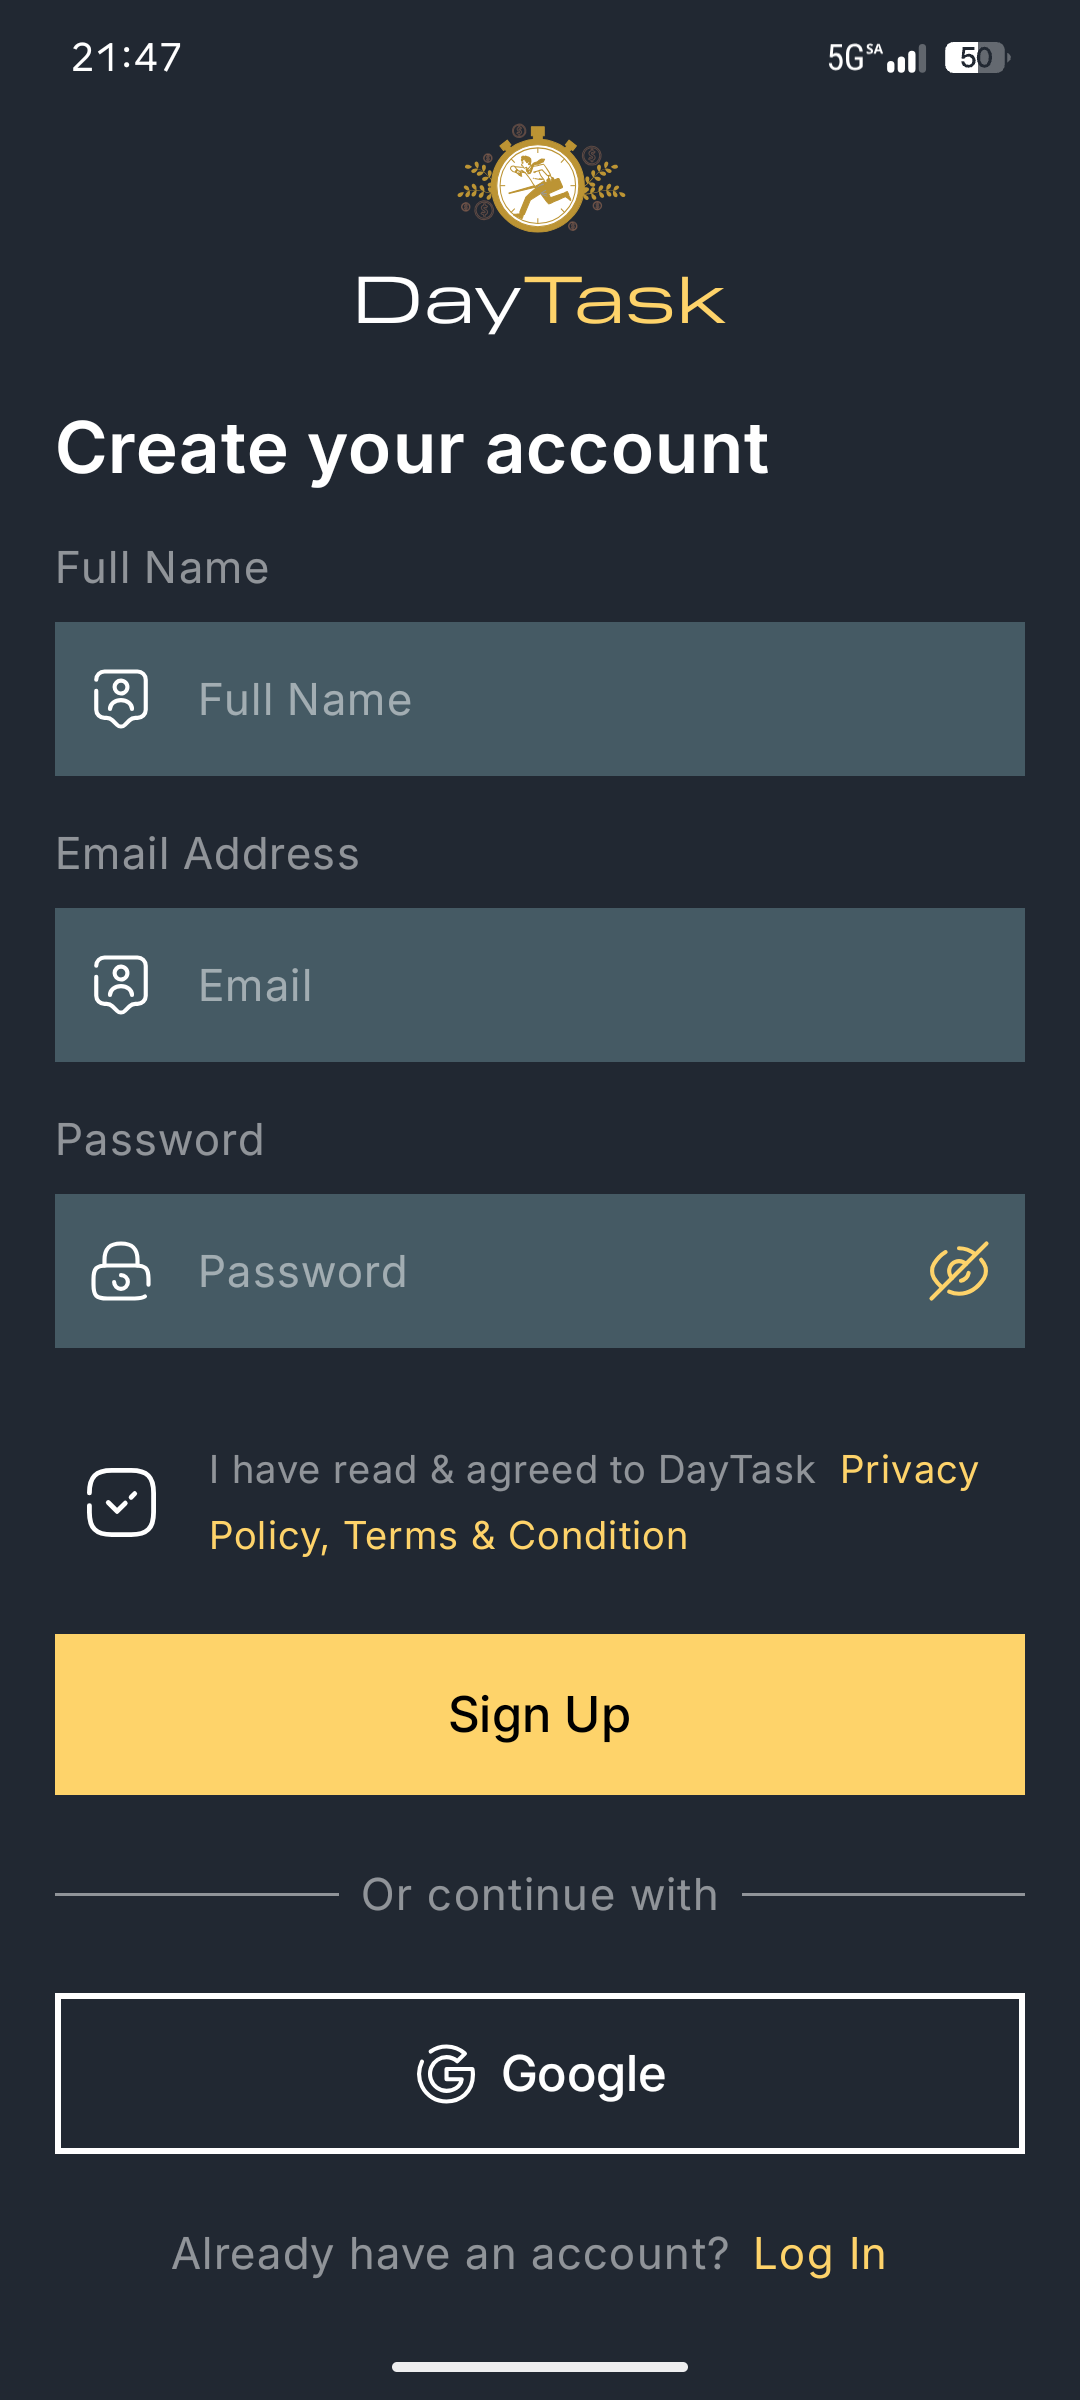 21:47
5G SA 50
DayTask
Create your account
Full Name
Full Name
Email Address
Email
Password
Password
I have read & agreed to DayTask Privacy
Policy, Terms & Condition
Sign Up
Or continue with
Google
Already have an account? Log In